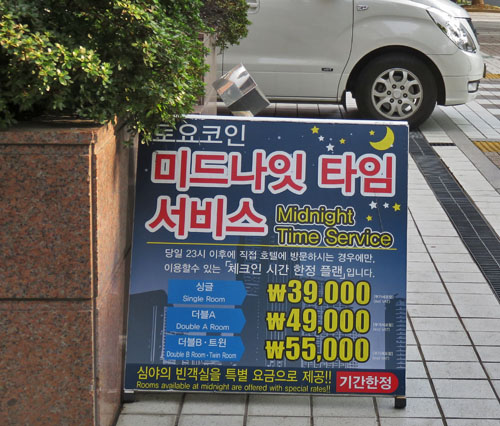 토요코인
미드나잇 타임
서비스 Midnight
Time Service
당일 23시 이후에 직접 호텔에 방문하시는 경우에만,
이용할수 있는 「체크인 시간 한정 플랜」입니다.
싱글
Single Room
₩39,000
더블A
Double A Room
₩49,000
더블B・트윈
Double B Room・Twin Room
₩55,000
심야의 빈객실을 특별 요금으로 제공!!
Rooms available at midnight are offered with special rates!!
기간한정